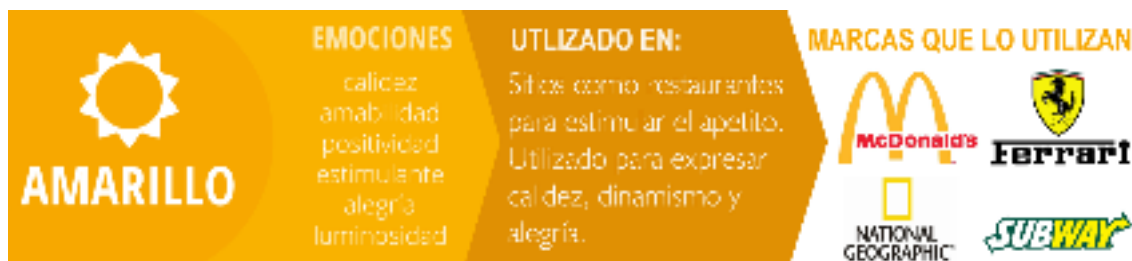 AMARILLO
EMOCIONES
calidez
amabilidad
positividad
estimulante
alegría
luminosidad
UTLIZADO EN:
Sitios como restaurantes
para estimular el apetito.
Utilizado para expresar
calidez, dinamismo y
alegría.
MARCAS QUE LO UTILIZAN
McDonald's
Ferrari
NATIONAL
GEOGRAPHIC
SUBWAY